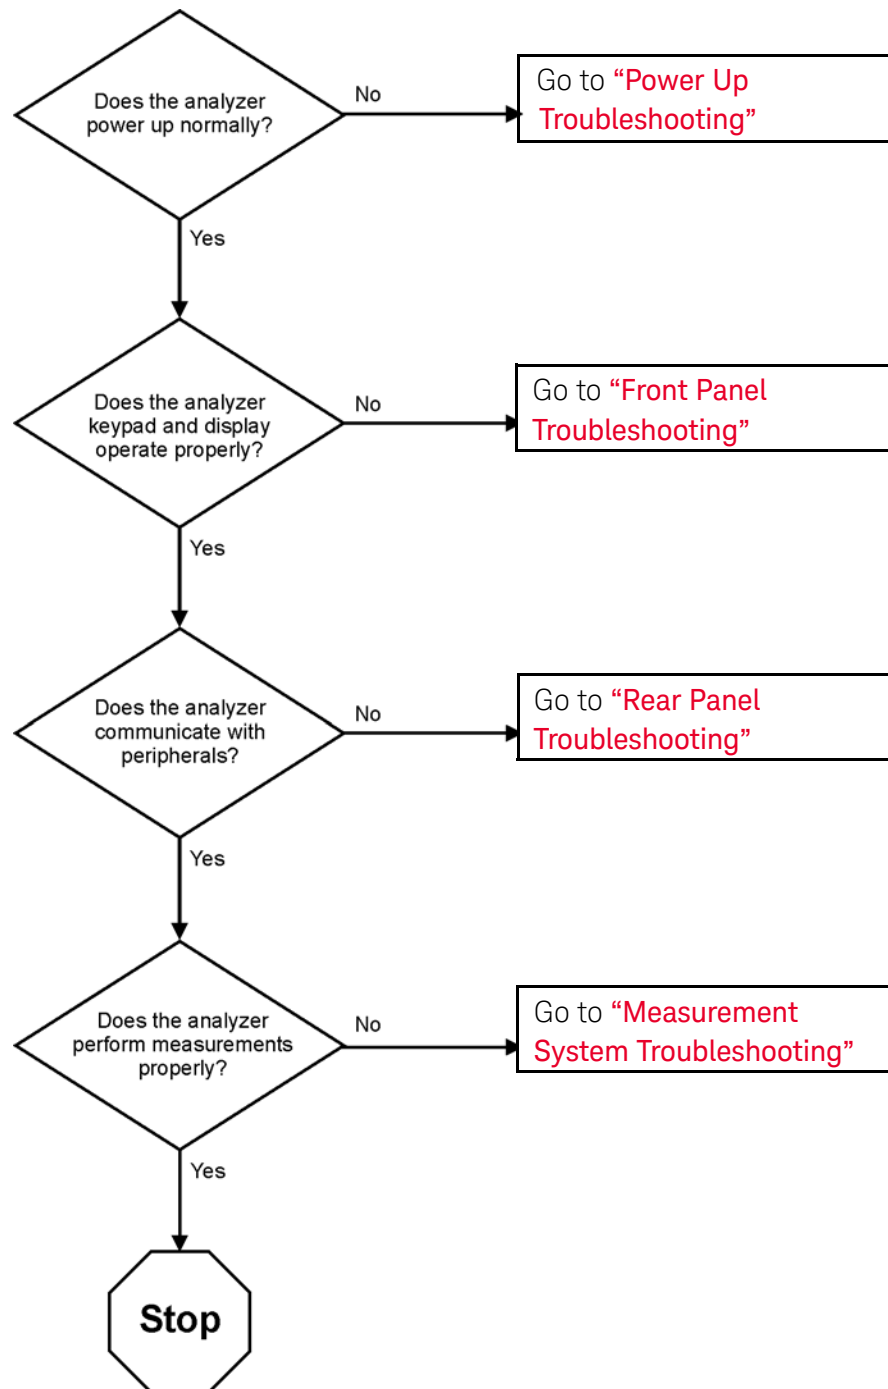 Does the analyzer
power up normally?
No
Go to “Power Up
Troubleshooting”
Yes
Does the analyzer
keypad and display
operate properly?
No
Go to “Front Panel
Troubleshooting”
Yes
Does the analyzer
communicate with
peripherals?
No
Go to “Rear Panel
Troubleshooting”
Yes
Does the analyzer
perform measurements
properly?
No
Go to “Measurement
System Troubleshooting”
Yes
Stop